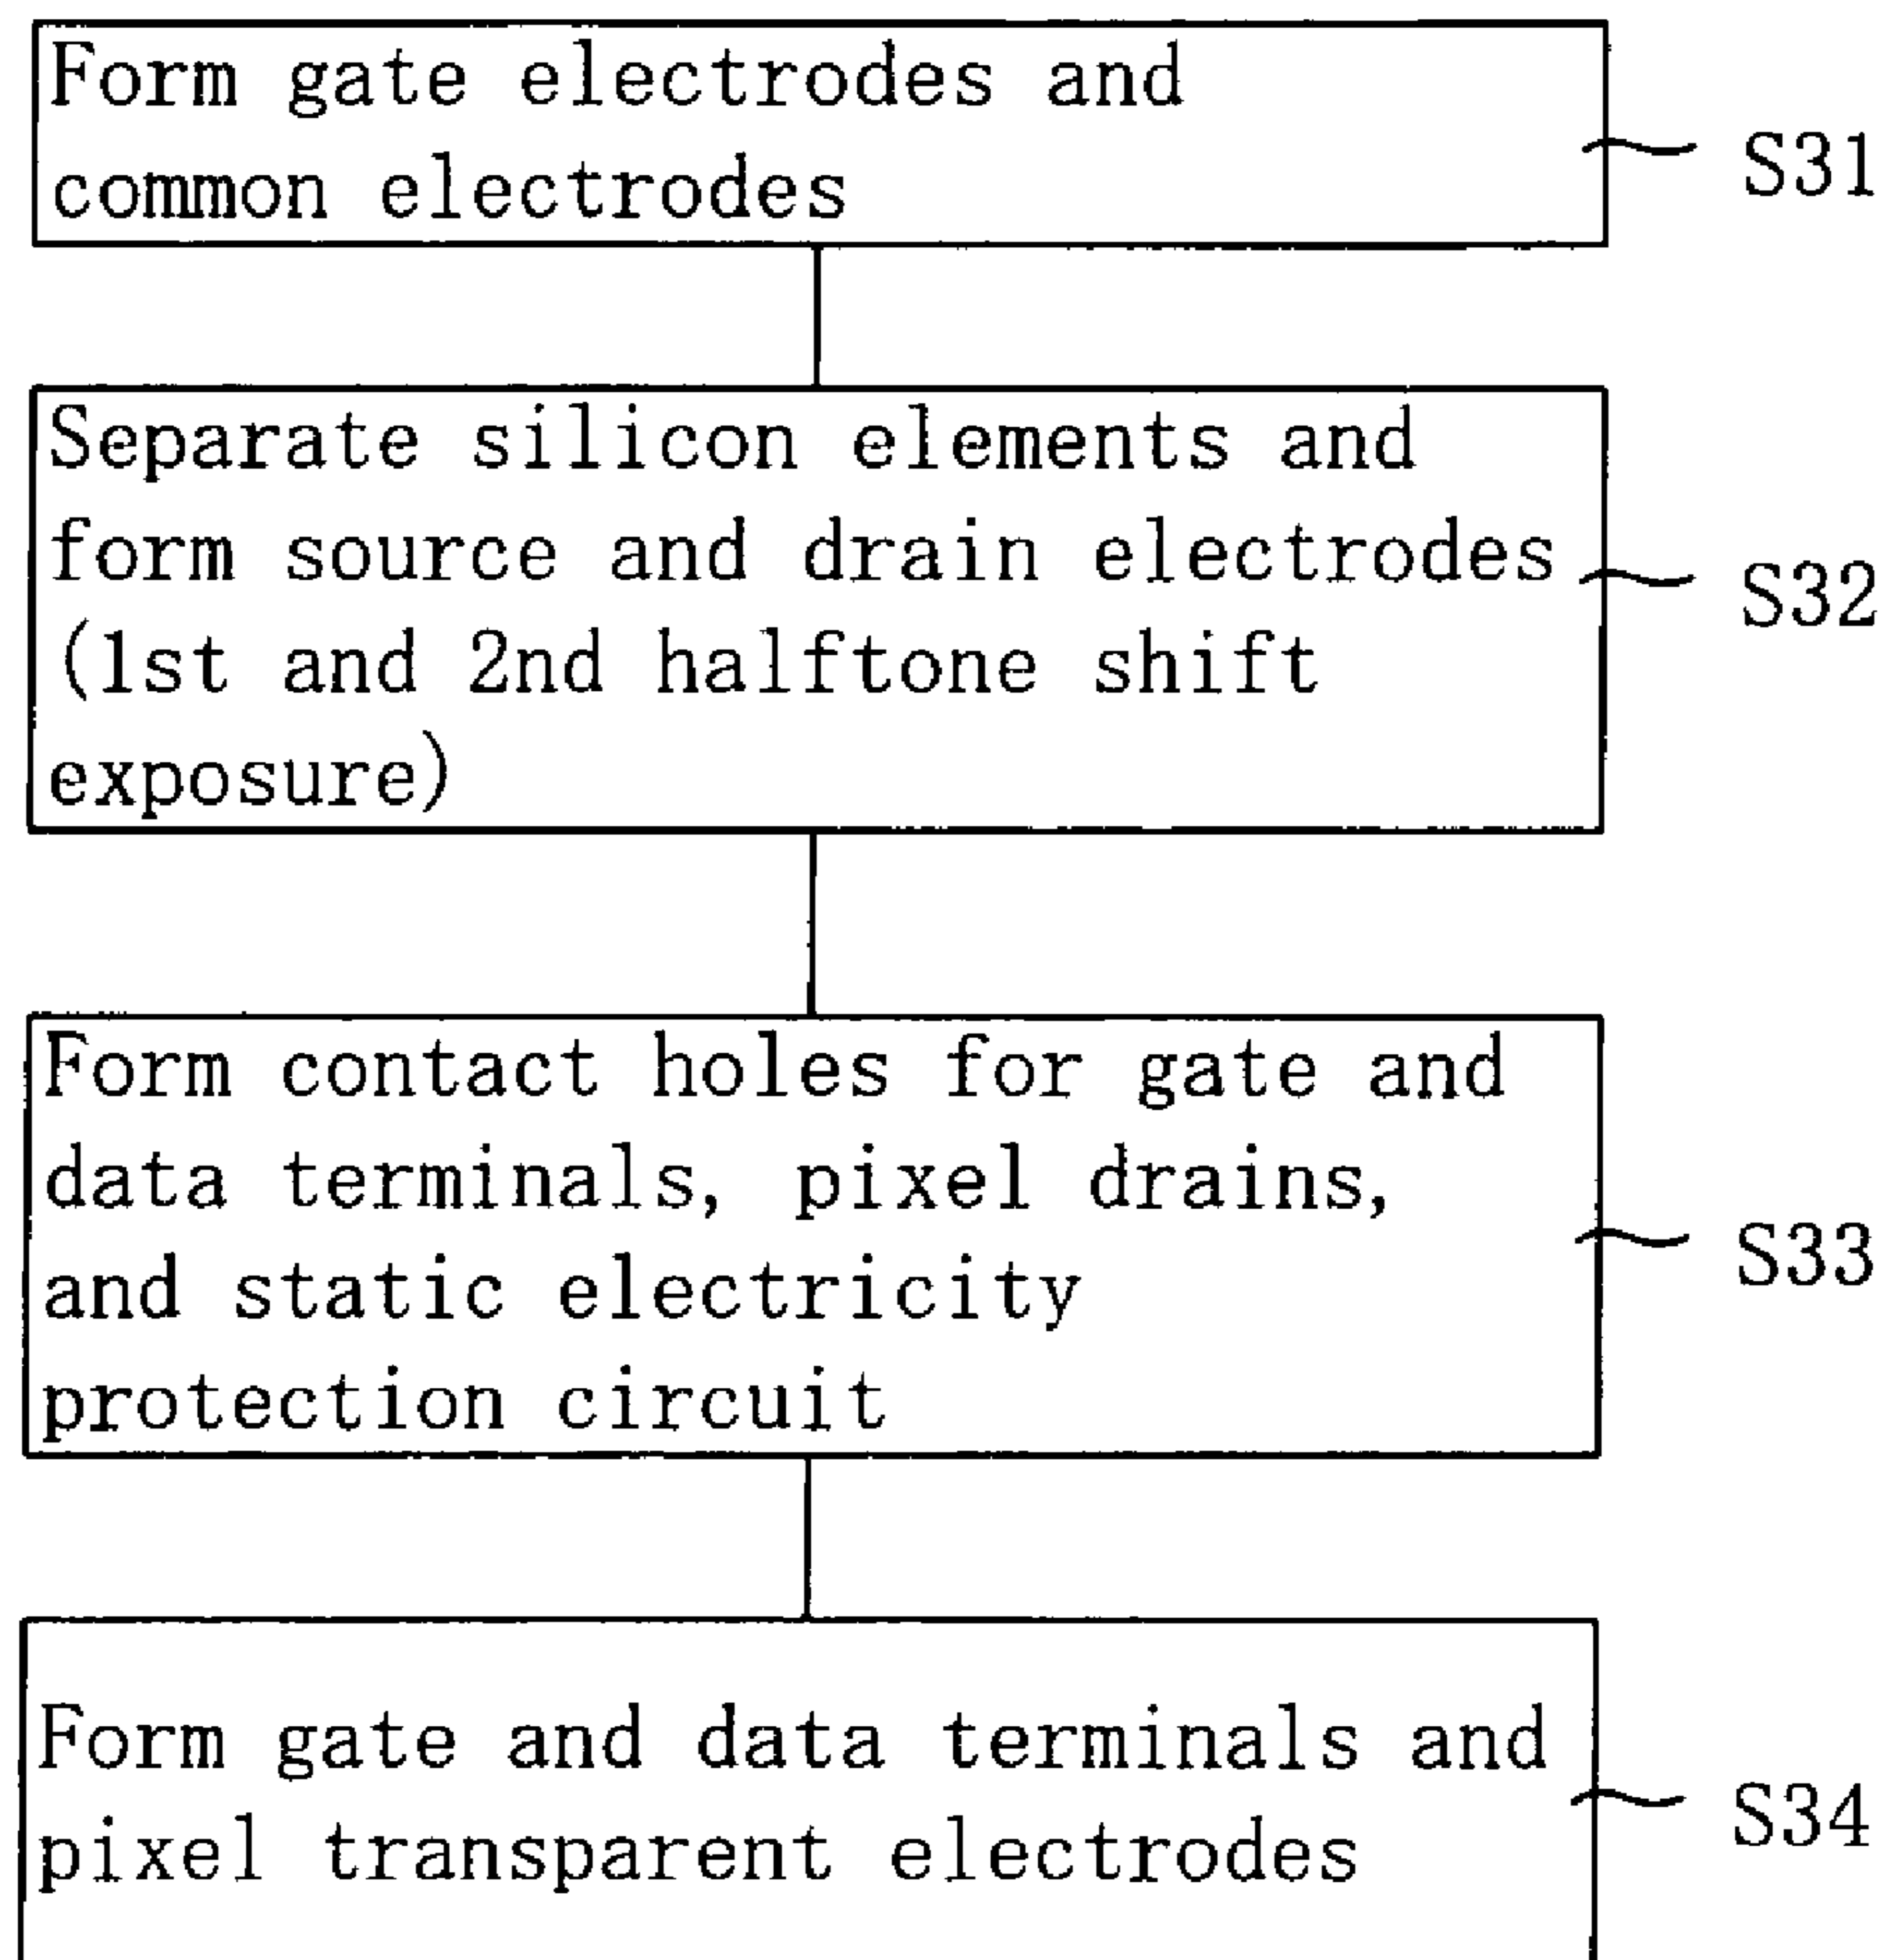 Form gate electrodes and
common electrodes
S31
Separate silicon elements and
form source and drain electrodes
(1st and 2nd halftone shift
exposure)
S32
Form contact holes for gate and
data terminals, pixel drains,
and static electricity
protection circuit
S33
Form gate and data terminals and
pixel transparent electrodes
S34